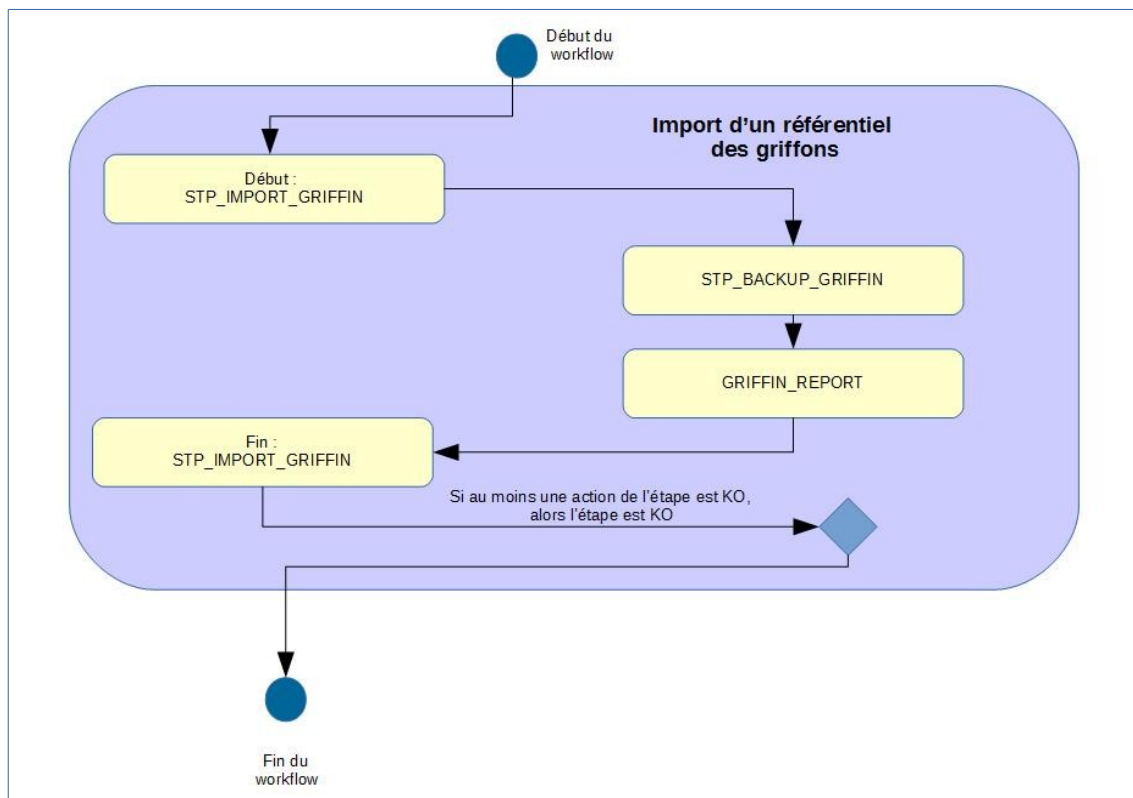 Début du
workflow
Import d’un référentiel
des griffons
Début :
STP_IMPORT_GRIFFIN
STP_BACKUP_GRIFFIN
GRIFFIN_REPORT
Fin :
STP_IMPORT_GRIFFIN
Si au moins une action de l’étape est KO,
alors l’étape est KO
Fin du
workflow